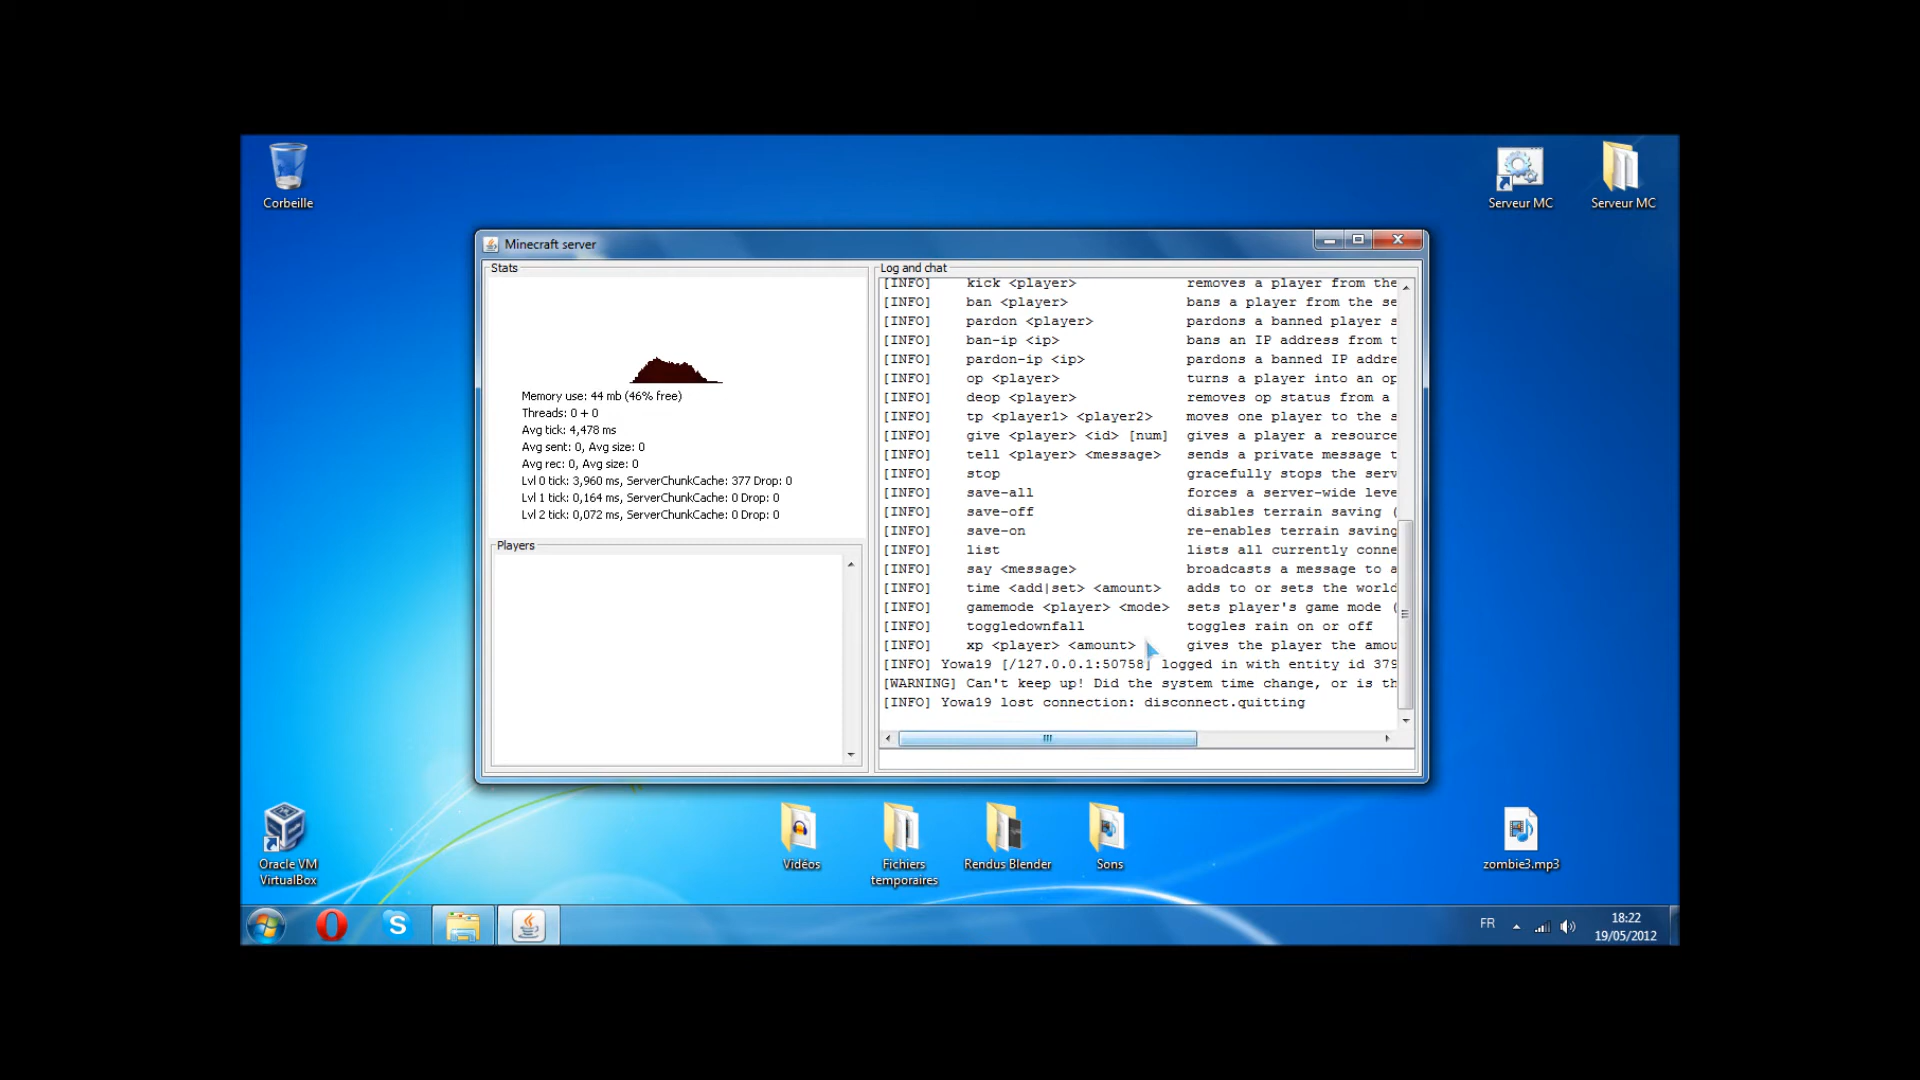 Corbeille
Serveur MC
Serveur MC
Minecraft server
Stats
Memory use: 44 mb (46% free)
Threads: 0 + 0
Avg tick: 4,478 ms
Avg sent: 0, Avg size: 0
Avg rec: 0, Avg size: 0
Lvl 0 tick: 3,960 ms, ServerChunkCache: 377 Drop: 0
Lvl 1 tick: 0,164 ms, ServerChunkCache: 0 Drop: 0
Lvl 2 tick: 0,072 ms, ServerChunkCache: 0 Drop: 0
Players
Log and chat
[INFO] kick <player> removes a player from the
[INFO] ban <player> bans a player from the se
[INFO] pardon <player> pardons a banned player s
[INFO] ban-ip <ip> bans an IP address from t
[INFO] pardon-ip <ip> pardons a banned IP addre
[INFO] op <player> turns a player into an op
[INFO] deop <player> removes op status from a
[INFO] tp <player1> <player2> moves one player to the s
[INFO] give <player> <id> [num] gives a player a resource
[INFO] tell <player> <message> sends a private message t
[INFO] stop gracefully stops the serv
[INFO] save-all forces a server-wide leve
[INFO] save-off disables terrain saving (
[INFO] save-on re-enables terrain saving
[INFO] list lists all currently conne
[INFO] say <message> broadcasts a message to a
[INFO] time <add|set> <amount> adds to or sets the world
[INFO] gamemode <player> <mode> sets player's game mode (
[INFO] toggledownfall toggles rain on or off
[INFO] xp <player> <amount> gives the player the amou
[INFO] Yowa19 [/127.0.0.1:50758] logged in with entity id 379
[WARNING] Can't keep up! Did the system time change, or is th
[INFO] Yowa19 lost connection: disconnect.quitting
Oracle VM
VirtualBox
Vidéos
Fichiers
temporaires
Rendus Blender
Sons
zombie3.mp3
FR
18:22
19/05/2012